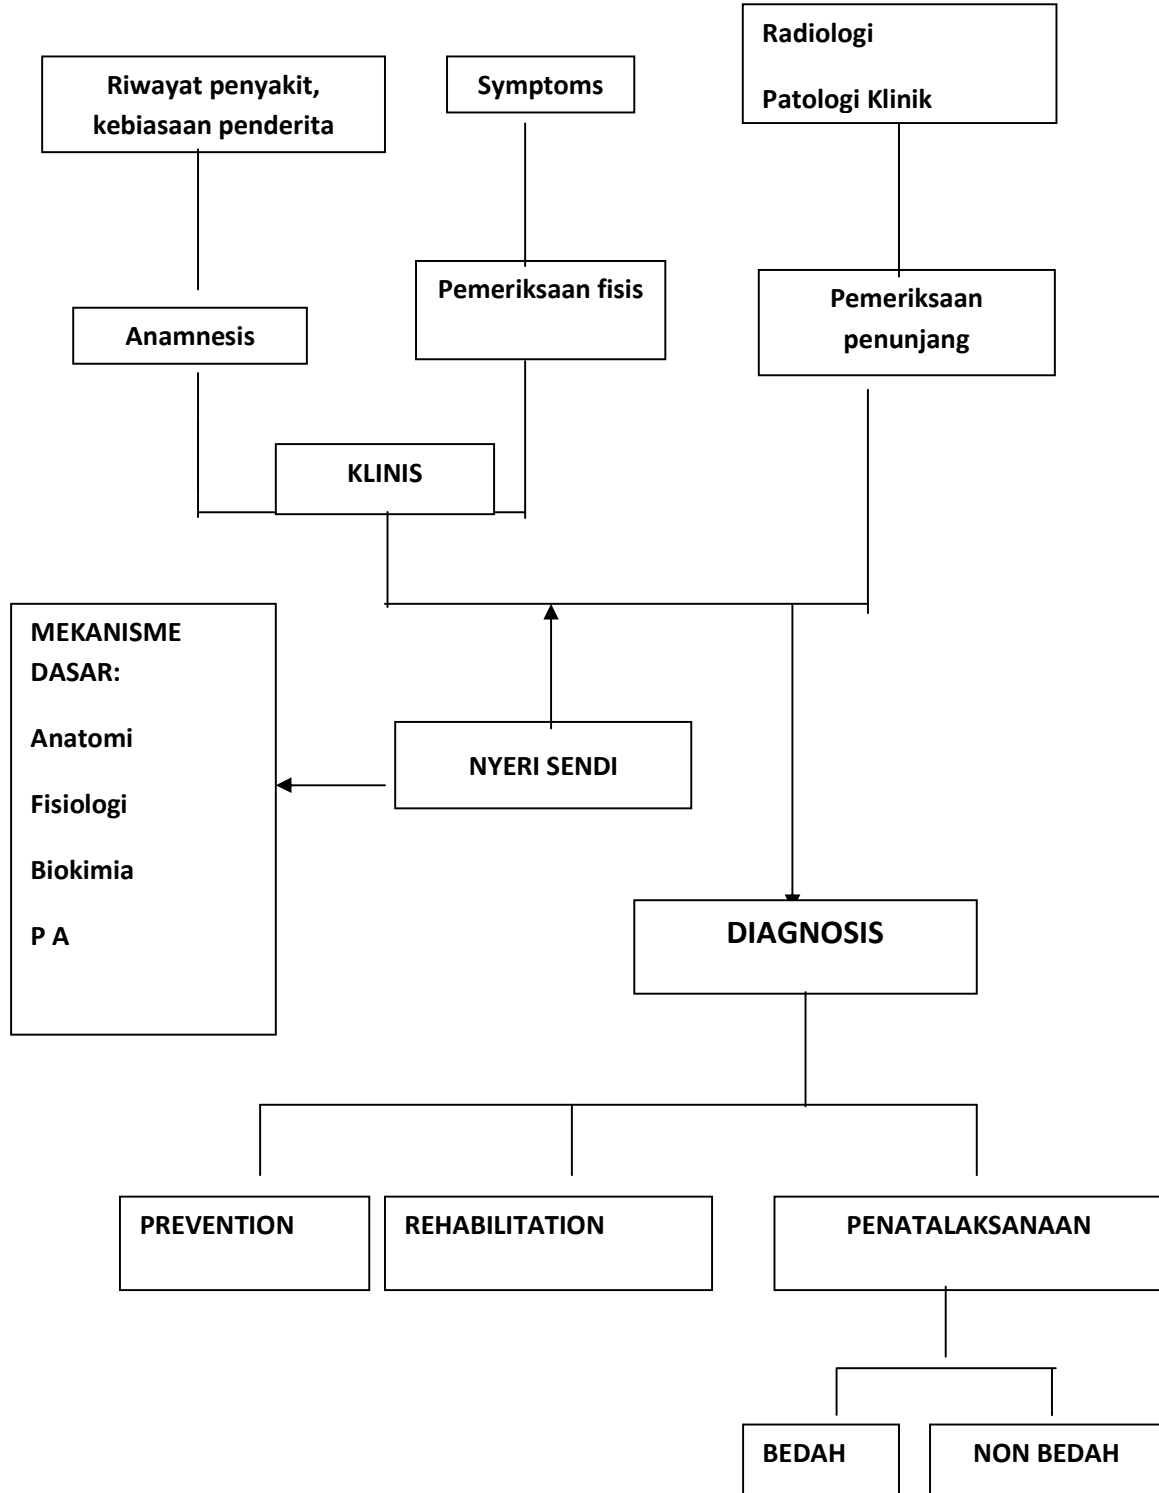 Riwayat penyakit,
kebiasaan penderita
Symptoms
Radiologi
Patologi Klinik
Anamnesis
Pemeriksaan fisis
Pemeriksaan
penunjang
KLINIS
MEKANISME
DASAR:
Anatomi
Fisiologi
Biokimia
P A
NYERI SENDI
DIAGNOSIS
PREVENTION
REHABILITATION
PENATALAKSANAAN
BEDAH
NON BEDAH